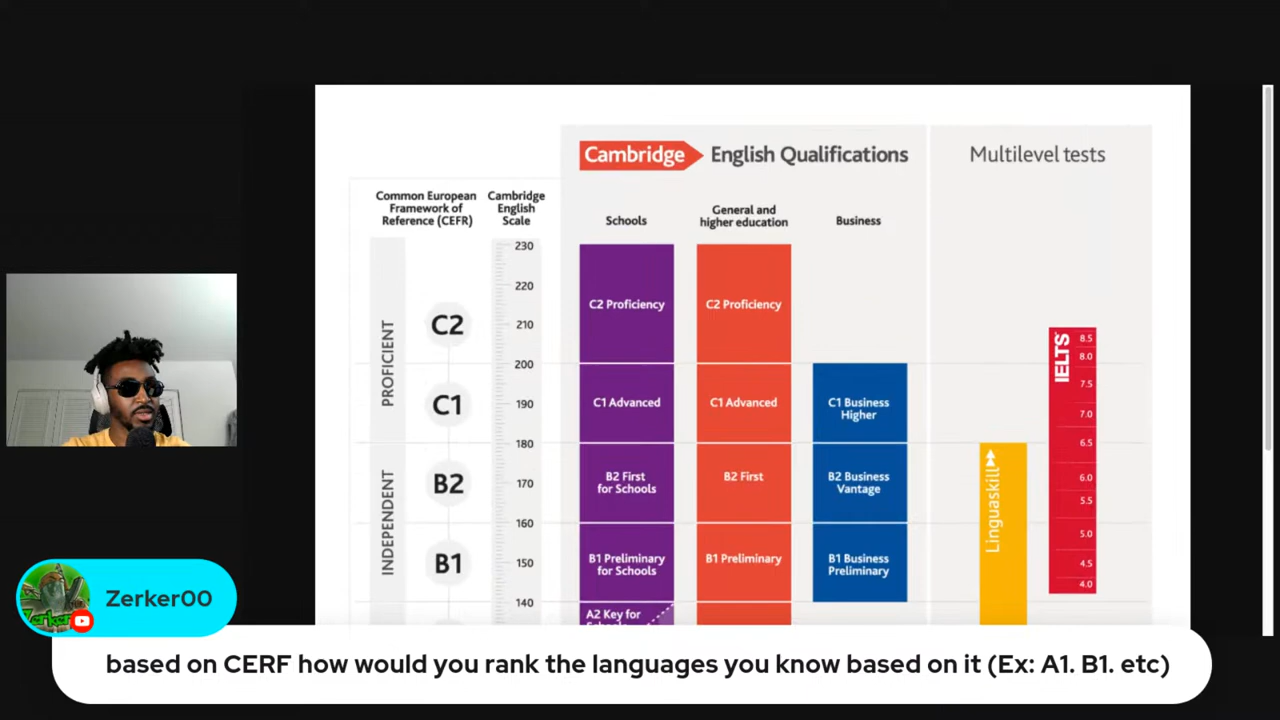 Cambridge English Qualifications
Multilevel tests
Common European
Framework of
Reference (CEFR)
Cambridge
English
Scale
Schools
General and
higher education
Business
PROFICIENT
INDEPENDENT
C2
C1
B2
B1
230
220
210
200
190
180
170
160
150
140
C2 Proficiency
C1 Advanced
B2 First
for Schools
B1 Preliminary
for Schools
A2 Key for
C2 Proficiency
C1 Advanced
B2 First
B1 Preliminary
C1 Business
Higher
B2 Business
Vantage
B1 Business
Preliminary
Linguaskill
IELTS
8.5
8.0
7.5
7.0
6.5
6.0
5.5
5.0
4.5
4.0
Zerker00
based on CERF how would you rank the languages you know based on it (Ex: A1. B1. etc)